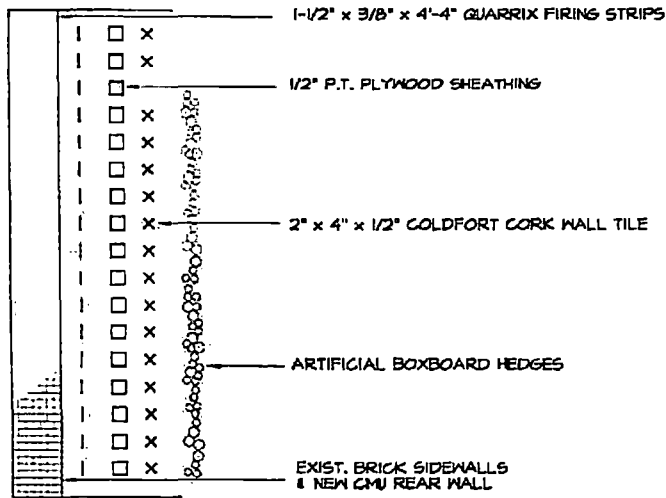 1-1/2" x 3/8" x 4'-4" QUARRIX FIRING STRIPS
1/2" P.T. PLYWOOD SHEATHING
2" x 4" x 1/2" COLDFORT CORK WALL TILE
ARTIFICIAL BOXBOARD HEDGES
EXIST. BRICK SIDEWALLS
& NEW CMU REAR WALL